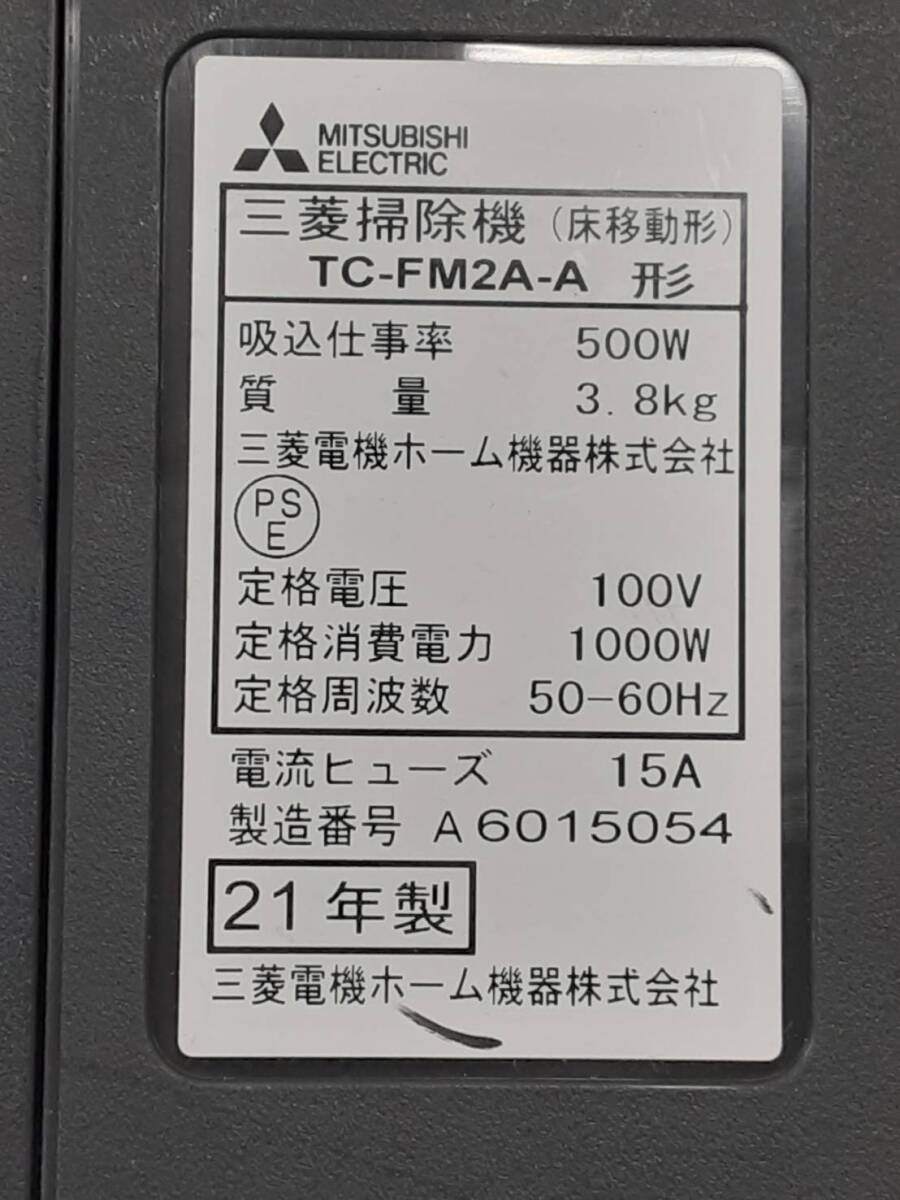 MITSUBISHI
ELECTRIC
三菱掃除機(床移動形)
TC-FM2A-A 形
吸込仕事率 500W
質 量 3.8kg
三菱電機ホーム機器株式会社
PS
E
定格電圧 100V
定格消費電力 1000W
定格周波数 50-60Hz
電流ヒューズ 15A
製造番号 A6015054
21年製
三菱電機ホーム機器株式会社